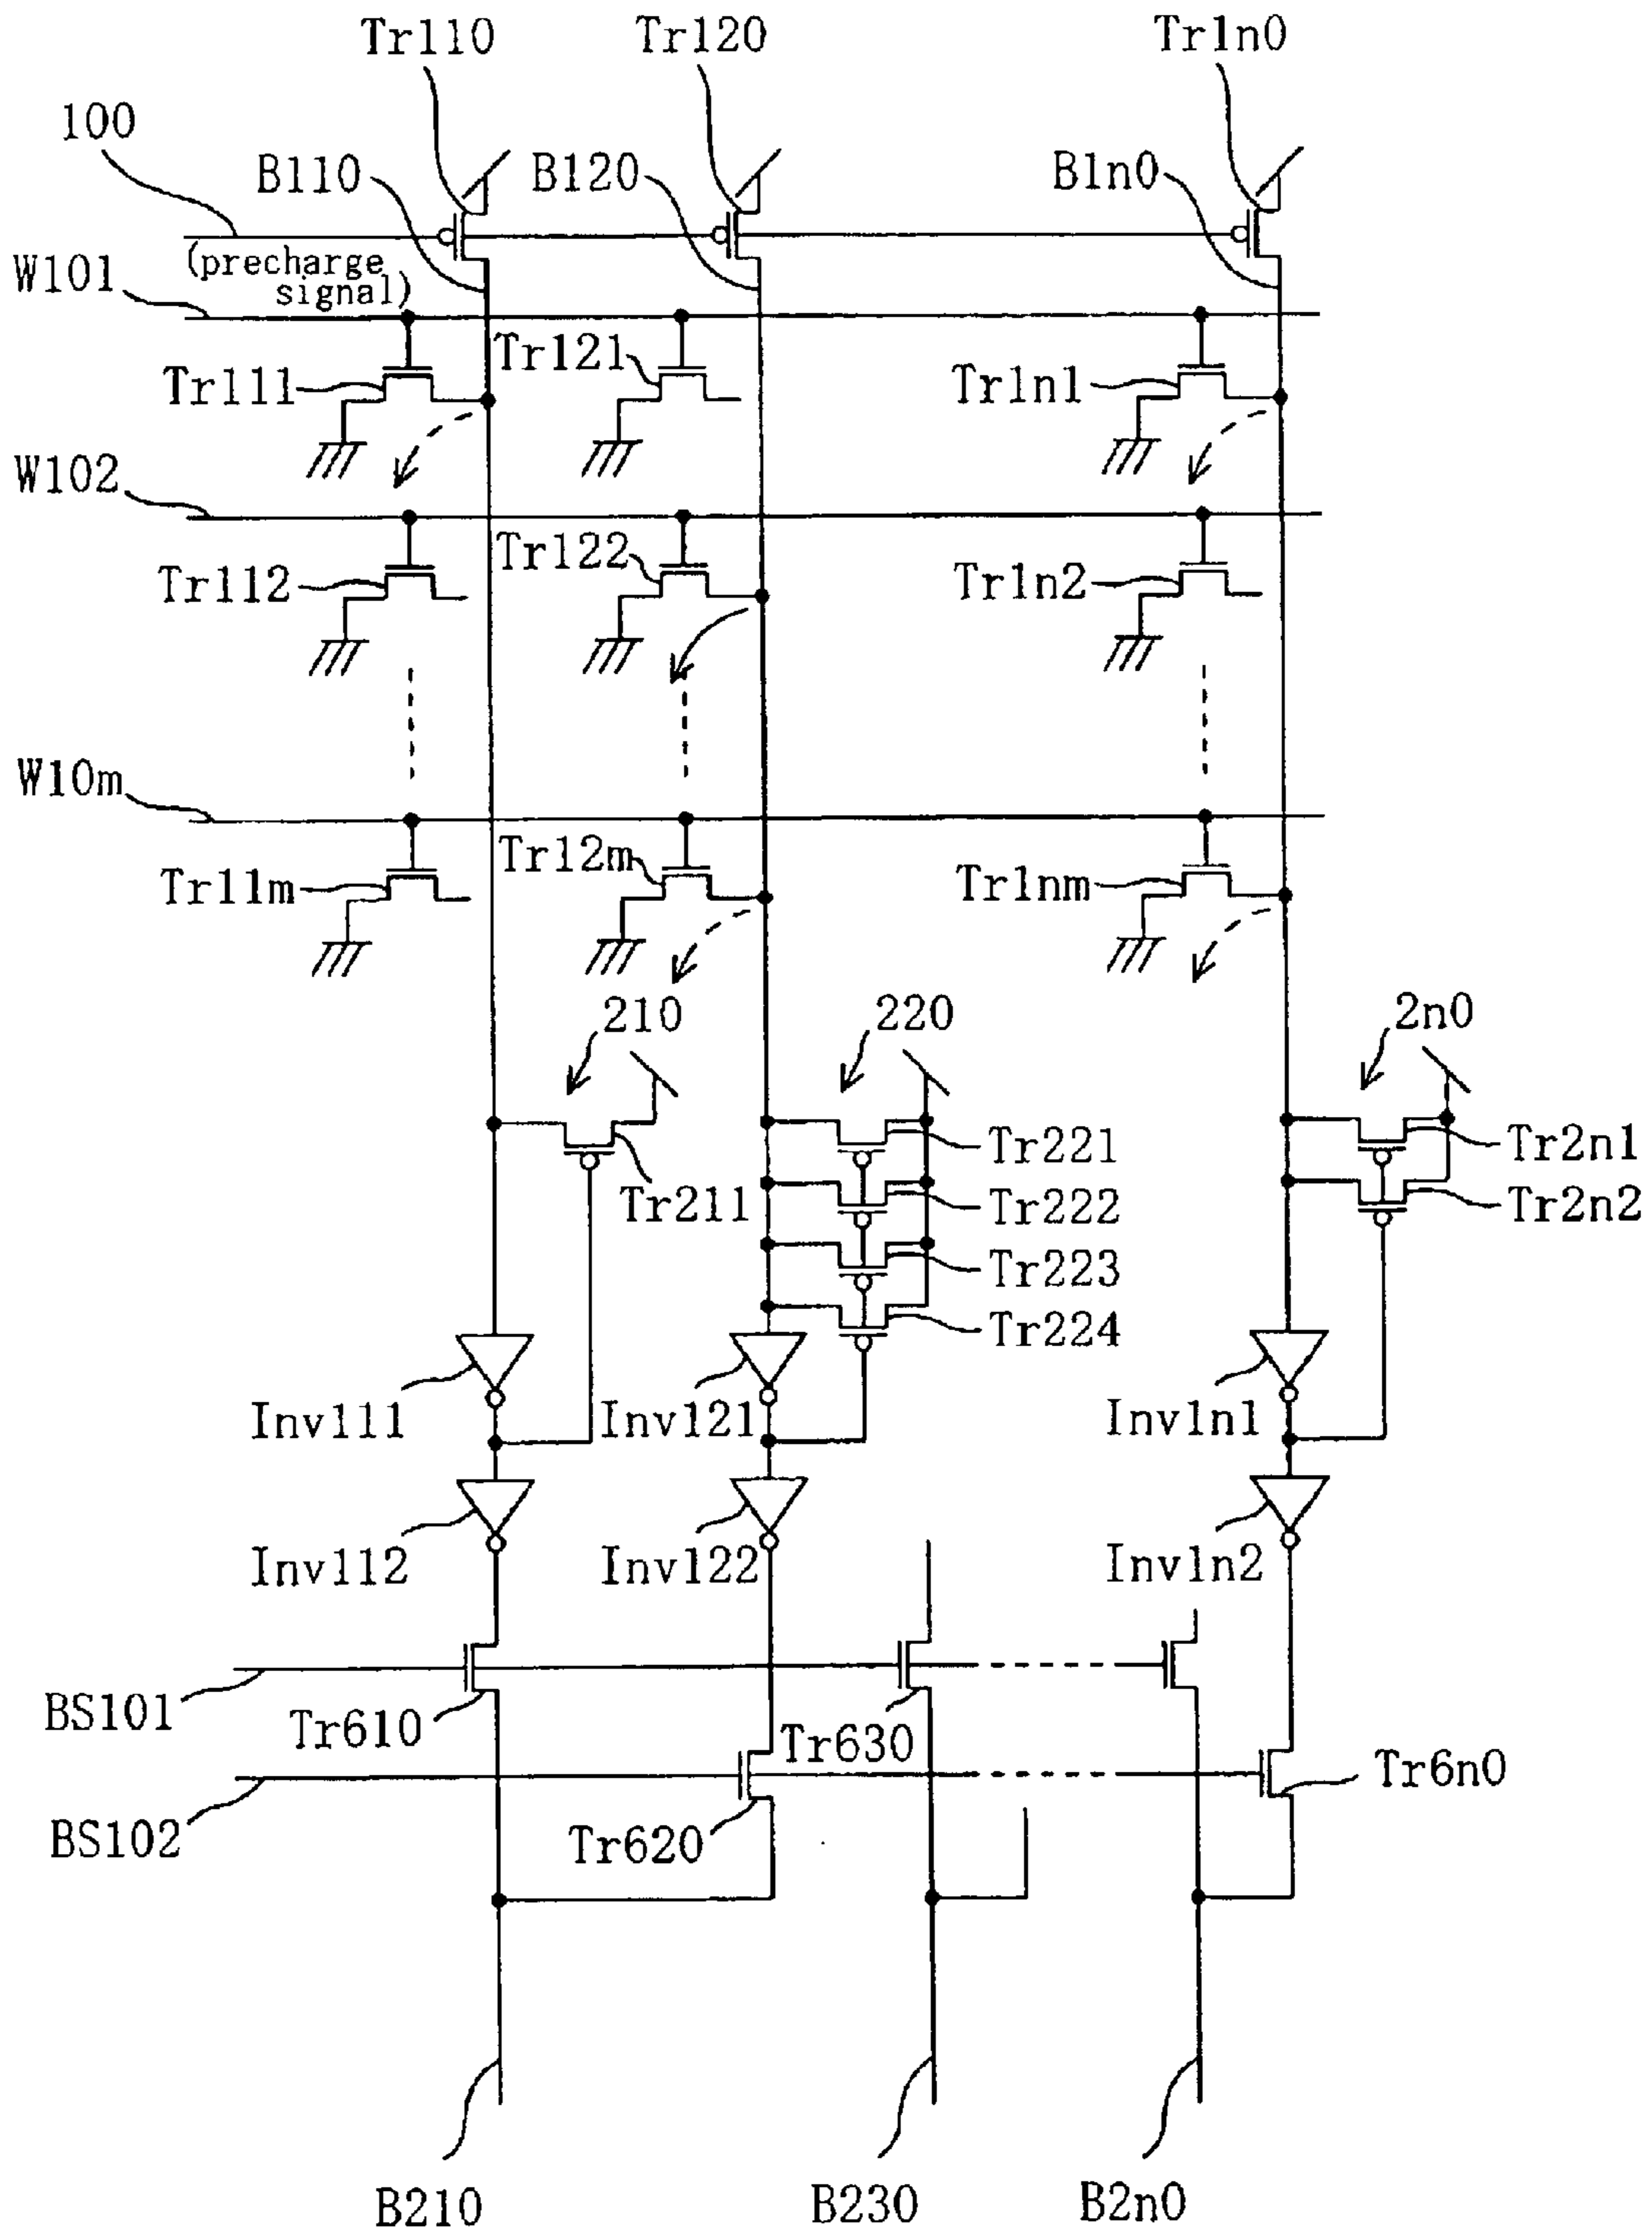 Tr110 Tr120 Tr1n0
100
B110 B120 B1n0
(precharge
signal)
W101
Tr111 Tr121 Tr1n1
W102
Tr112 Tr122 Tr1n2
W10m
Tr11m Tr12m Tr1nm
210 220 2n0
Tr211
Tr221
Tr222
Tr223
Tr224
Tr2n1
Tr2n2
Inv111 Inv121 Inv1n1
Inv112 Inv122 Inv1n2
BS101
Tr610 Tr630
Tr6n0
BS102
Tr620
B210 B230 B2n0